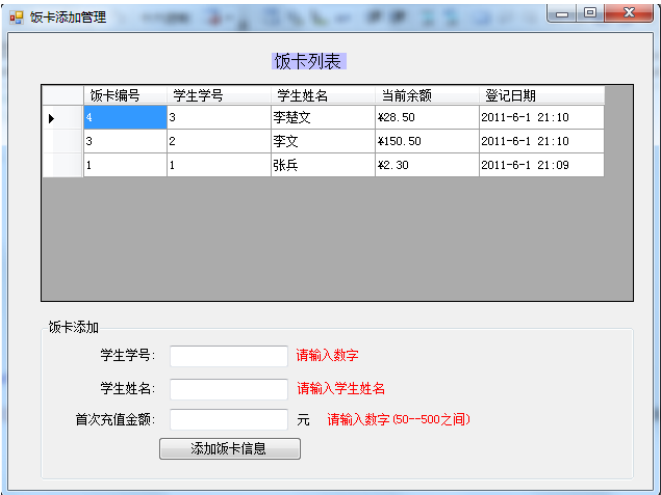 饭卡添加管理
饭卡列表
饭卡编号 学生学号 学生姓名 当前余额 登记日期
4 3 李楚文 ¥28.50 2011-6-1 21:10
3 2 李文 ¥150.50 2011-6-1 21:10
1 1 张兵 ¥2.30 2011-6-1 21:09
饭卡添加
学生学号: 请输入数字
学生姓名: 请输入学生姓名
首次充值金额: 元 请输入数字(50--500之间)
添加饭卡信息